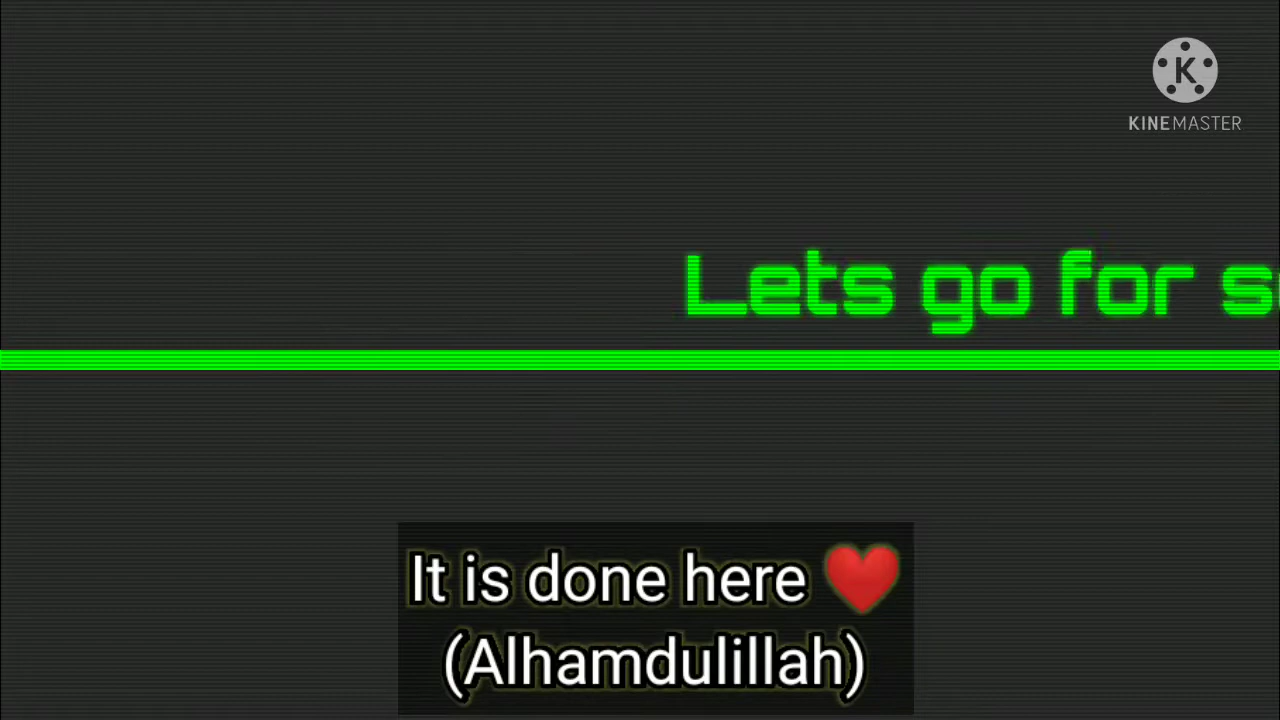 KINEMASTER
Lets go for
It is done here ❤️
(Alhamdulillah)